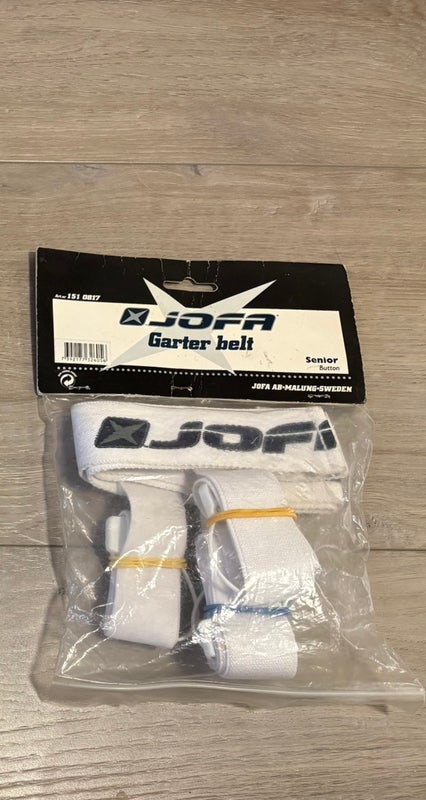 Art.nr 151 0817
JOFA
Garter belt
Senior
Button
JOFA AB•MALUNG•SWEDEN
JOFA